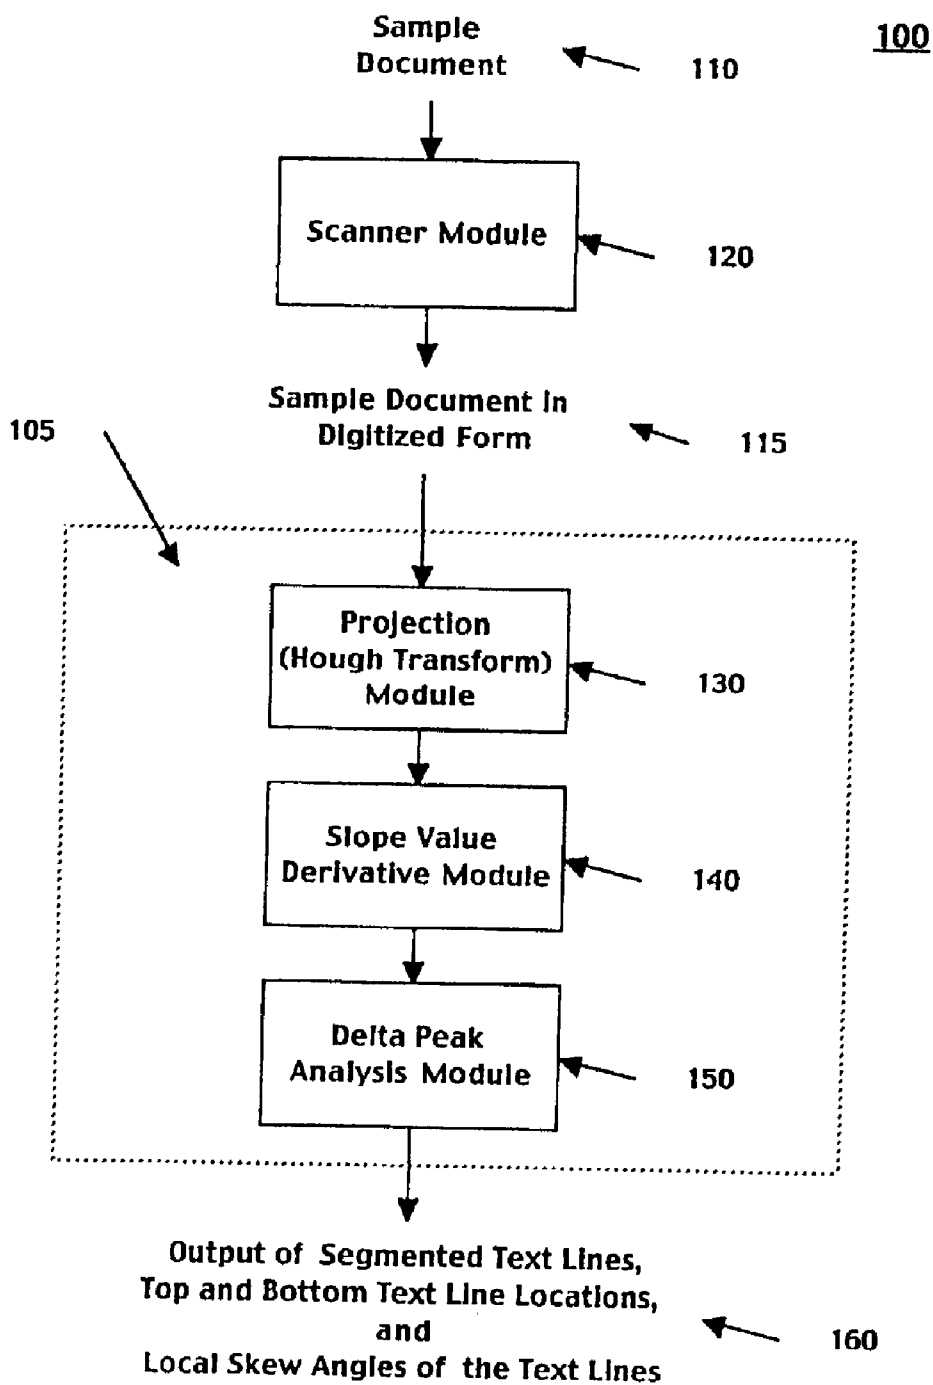 100
Sample
Document
110
Scanner Module
120
Sample Document in
Digitized Form
115
105
Projection
(Hough Transform)
Module
130
Slope Value
Derivative Module
140
Delta Peak
Analysis Module
150
Output of Segmented Text Lines,
Top and Bottom Text Line Locations,
and
Local Skew Angles of the Text Lines
160